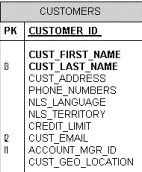 CUSTOMERS
PK CUSTOMER_ID
CUST_FIRST_NAME
I3 CUST_LAST_NAME
CUST_ADDRESS
PHONE_NUMBERS
NLS_LANGUAGE
NLS_TERRITORY
CREDIT_LIMIT
I2 CUST_EMAIL
I1 ACCOUNT_MGR_ID
CUST_GEO_LOCATION